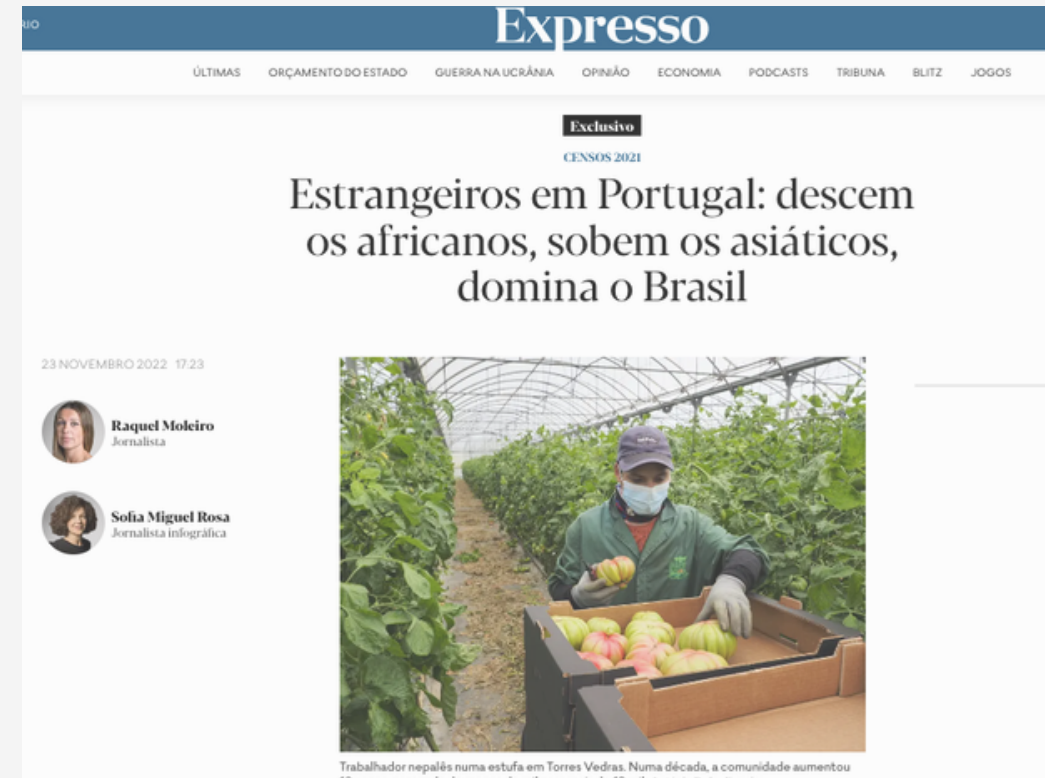 RIO
Expresso
ÚLTIMAS ORÇAMENTO DO ESTADO GUERRA NA UCRÂNIA OPINIÃO ECONOMIA PODCASTS TRIBUNA BLITZ JOGOS
Exclusivo
CENSOS 2021
Estrangeiros em Portugal: descem
os africanos, sobem os asiáticos,
domina o Brasil
23 NOVEMBRO 2022 17:23
Raquel Moleiro
Jornalista
Sofia Miguel Rosa
Jornalista infográfica
Trabalhador nepalês numa estufa em Torres Vedras. Numa década, a comunidade aumentou